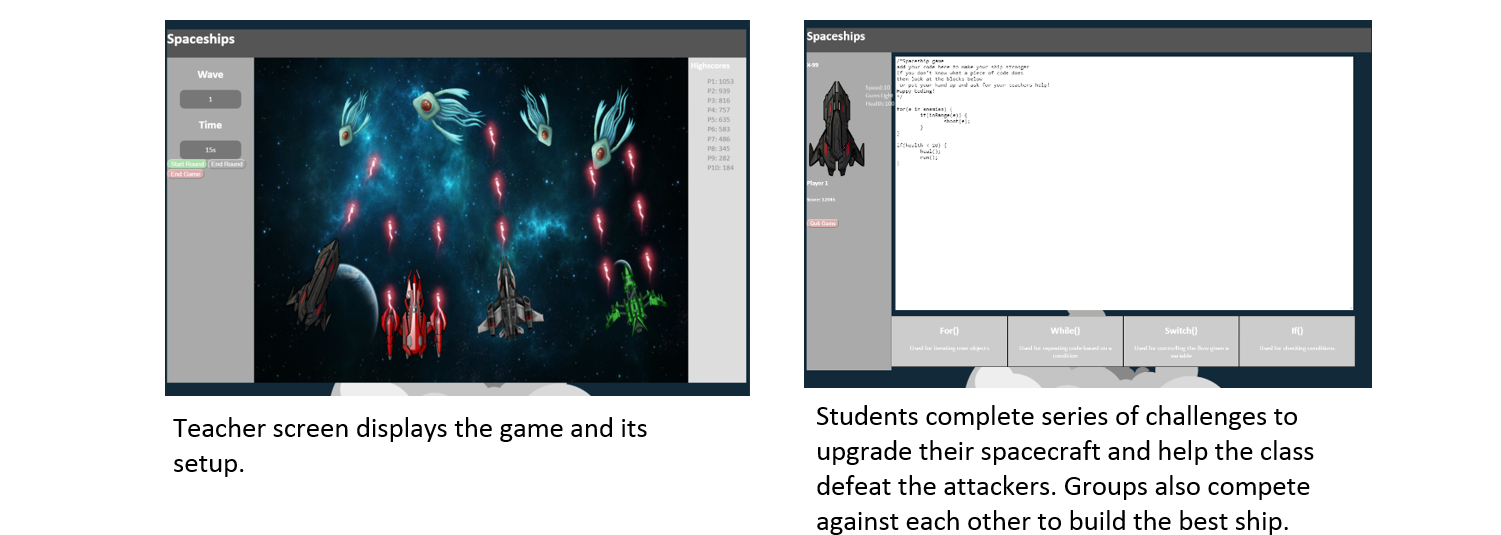 Spaceships
Wave
1
Time
15s
Start Round End Round
End Game
Highscores
P1: 1053
P2: 939
P3: 816
P4: 757
P5: 635
P6: 583
P7: 486
P8: 345
P9: 282
P10: 184
Teacher screen displays the game and its
setup.
Spaceships
Speed: 10
Health: 100
Player 1
Quit Game
/*Spaceship game
add your code here to make your ship stronger
If you don't know what a piece of code does
then look at the blocks below
or put your hand up and ask for your teachers help!
Happy Coding!
*/
for(e in enemies) {
if(inRange(e)) {
shoot(e);
}
}
if(health < 20) {
heal();
run();
}
For()
Used for iterating over objects
While()
Used for repeating code based on a
condition
Switch()
Used for controlling the flow given a
variable
If()
Used for checking conditions
Students complete series of challenges to
upgrade their spacecraft and help the class
defeat the attackers. Groups also compete
against each other to build the best ship.